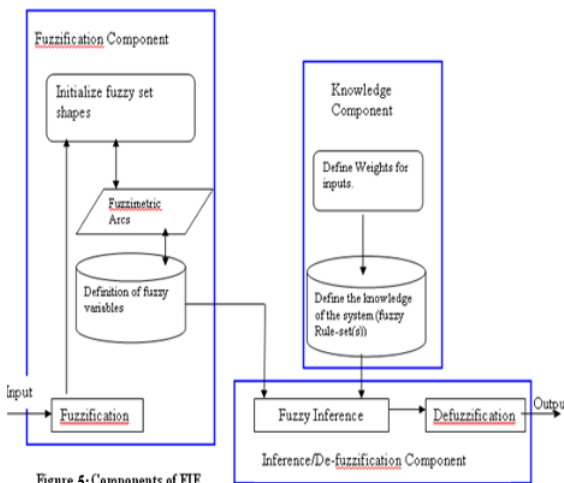 Fuzzification Component
Initialize fuzzy set
shapes
Fuzzimetric
Arcs
Definition of fuzzy
variables
Input
Fuzzification
Knowledge
Component
Define Weights for
inputs.
Define the knowledge
of the system (fuzzy
Rule-set(s))
Fuzzy Inference
Defuzzification
Output
Inference/De-fuzzification Component
Figure 5: Components of FIE